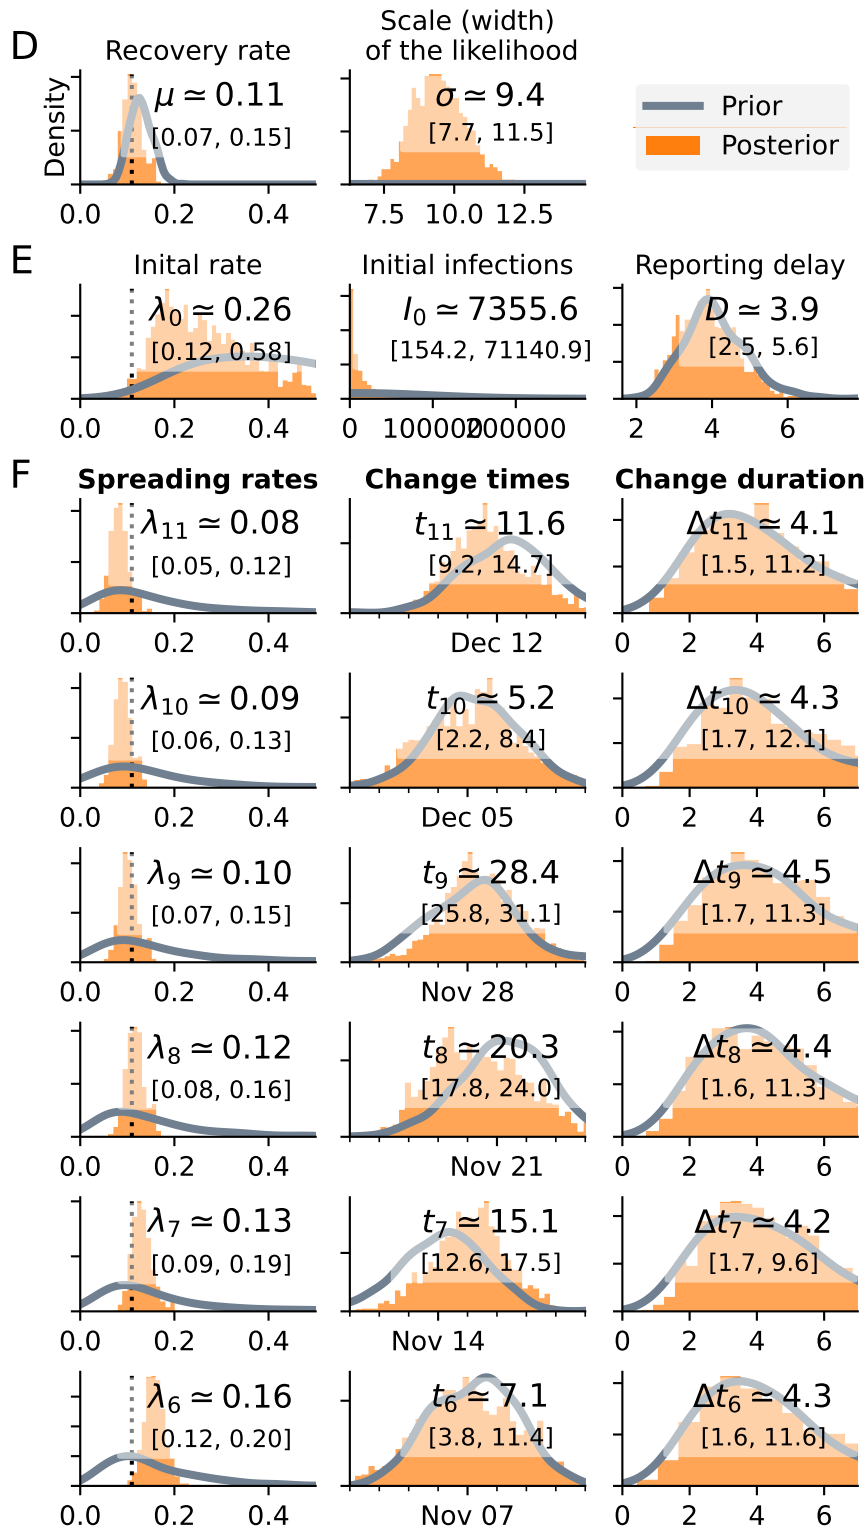 D
Recovery rate
Scale (width)
of the likelihood
Density
μ ≃ 0.11
[0.07, 0.15]
0.0 0.2 0.4
σ ≃ 9.4
[7.7, 11.5]
7.5 10.0 12.5
Prior
Posterior
E
Inital rate
λ0 ≃ 0.26
[0.12, 0.58]
0.0 0.2 0.4
Initial infections
I0 ≃ 7355.6
[154.2, 71140.9]
0 100000 200000
Reporting delay
D ≃ 3.9
[2.5, 5.6]
2 4 6
F
Spreading rates Change times Change duration
λ11 ≃ 0.08
[0.05, 0.12]
0.0 0.2 0.4
t11 ≃ 11.6
[9.2, 14.7]
Dec 12
Δt11 ≃ 4.1
[1.5, 11.2]
0 2 4 6
λ10 ≃ 0.09
[0.06, 0.13]
0.0 0.2 0.4
t10 ≃ 5.2
[2.2, 8.4]
Dec 05
Δt10 ≃ 4.3
[1.7, 12.1]
0 2 4 6
λ9 ≃ 0.10
[0.07, 0.15]
0.0 0.2 0.4
t9 ≃ 28.4
[25.8, 31.1]
Nov 28
Δt9 ≃ 4.5
[1.7, 11.3]
0 2 4 6
λ8 ≃ 0.12
[0.08, 0.16]
0.0 0.2 0.4
t8 ≃ 20.3
[17.8, 24.0]
Nov 21
Δt8 ≃ 4.4
[1.6, 11.3]
0 2 4 6
λ7 ≃ 0.13
[0.09, 0.19]
0.0 0.2 0.4
t7 ≃ 15.1
[12.6, 17.5]
Nov 14
Δt7 ≃ 4.2
[1.7, 9.6]
0 2 4 6
λ6 ≃ 0.16
[0.12, 0.20]
0.0 0.2 0.4
t6 ≃ 7.1
[3.8, 11.4]
Nov 07
Δt6 ≃ 4.3
[1.6, 11.6]
0 2 4 6